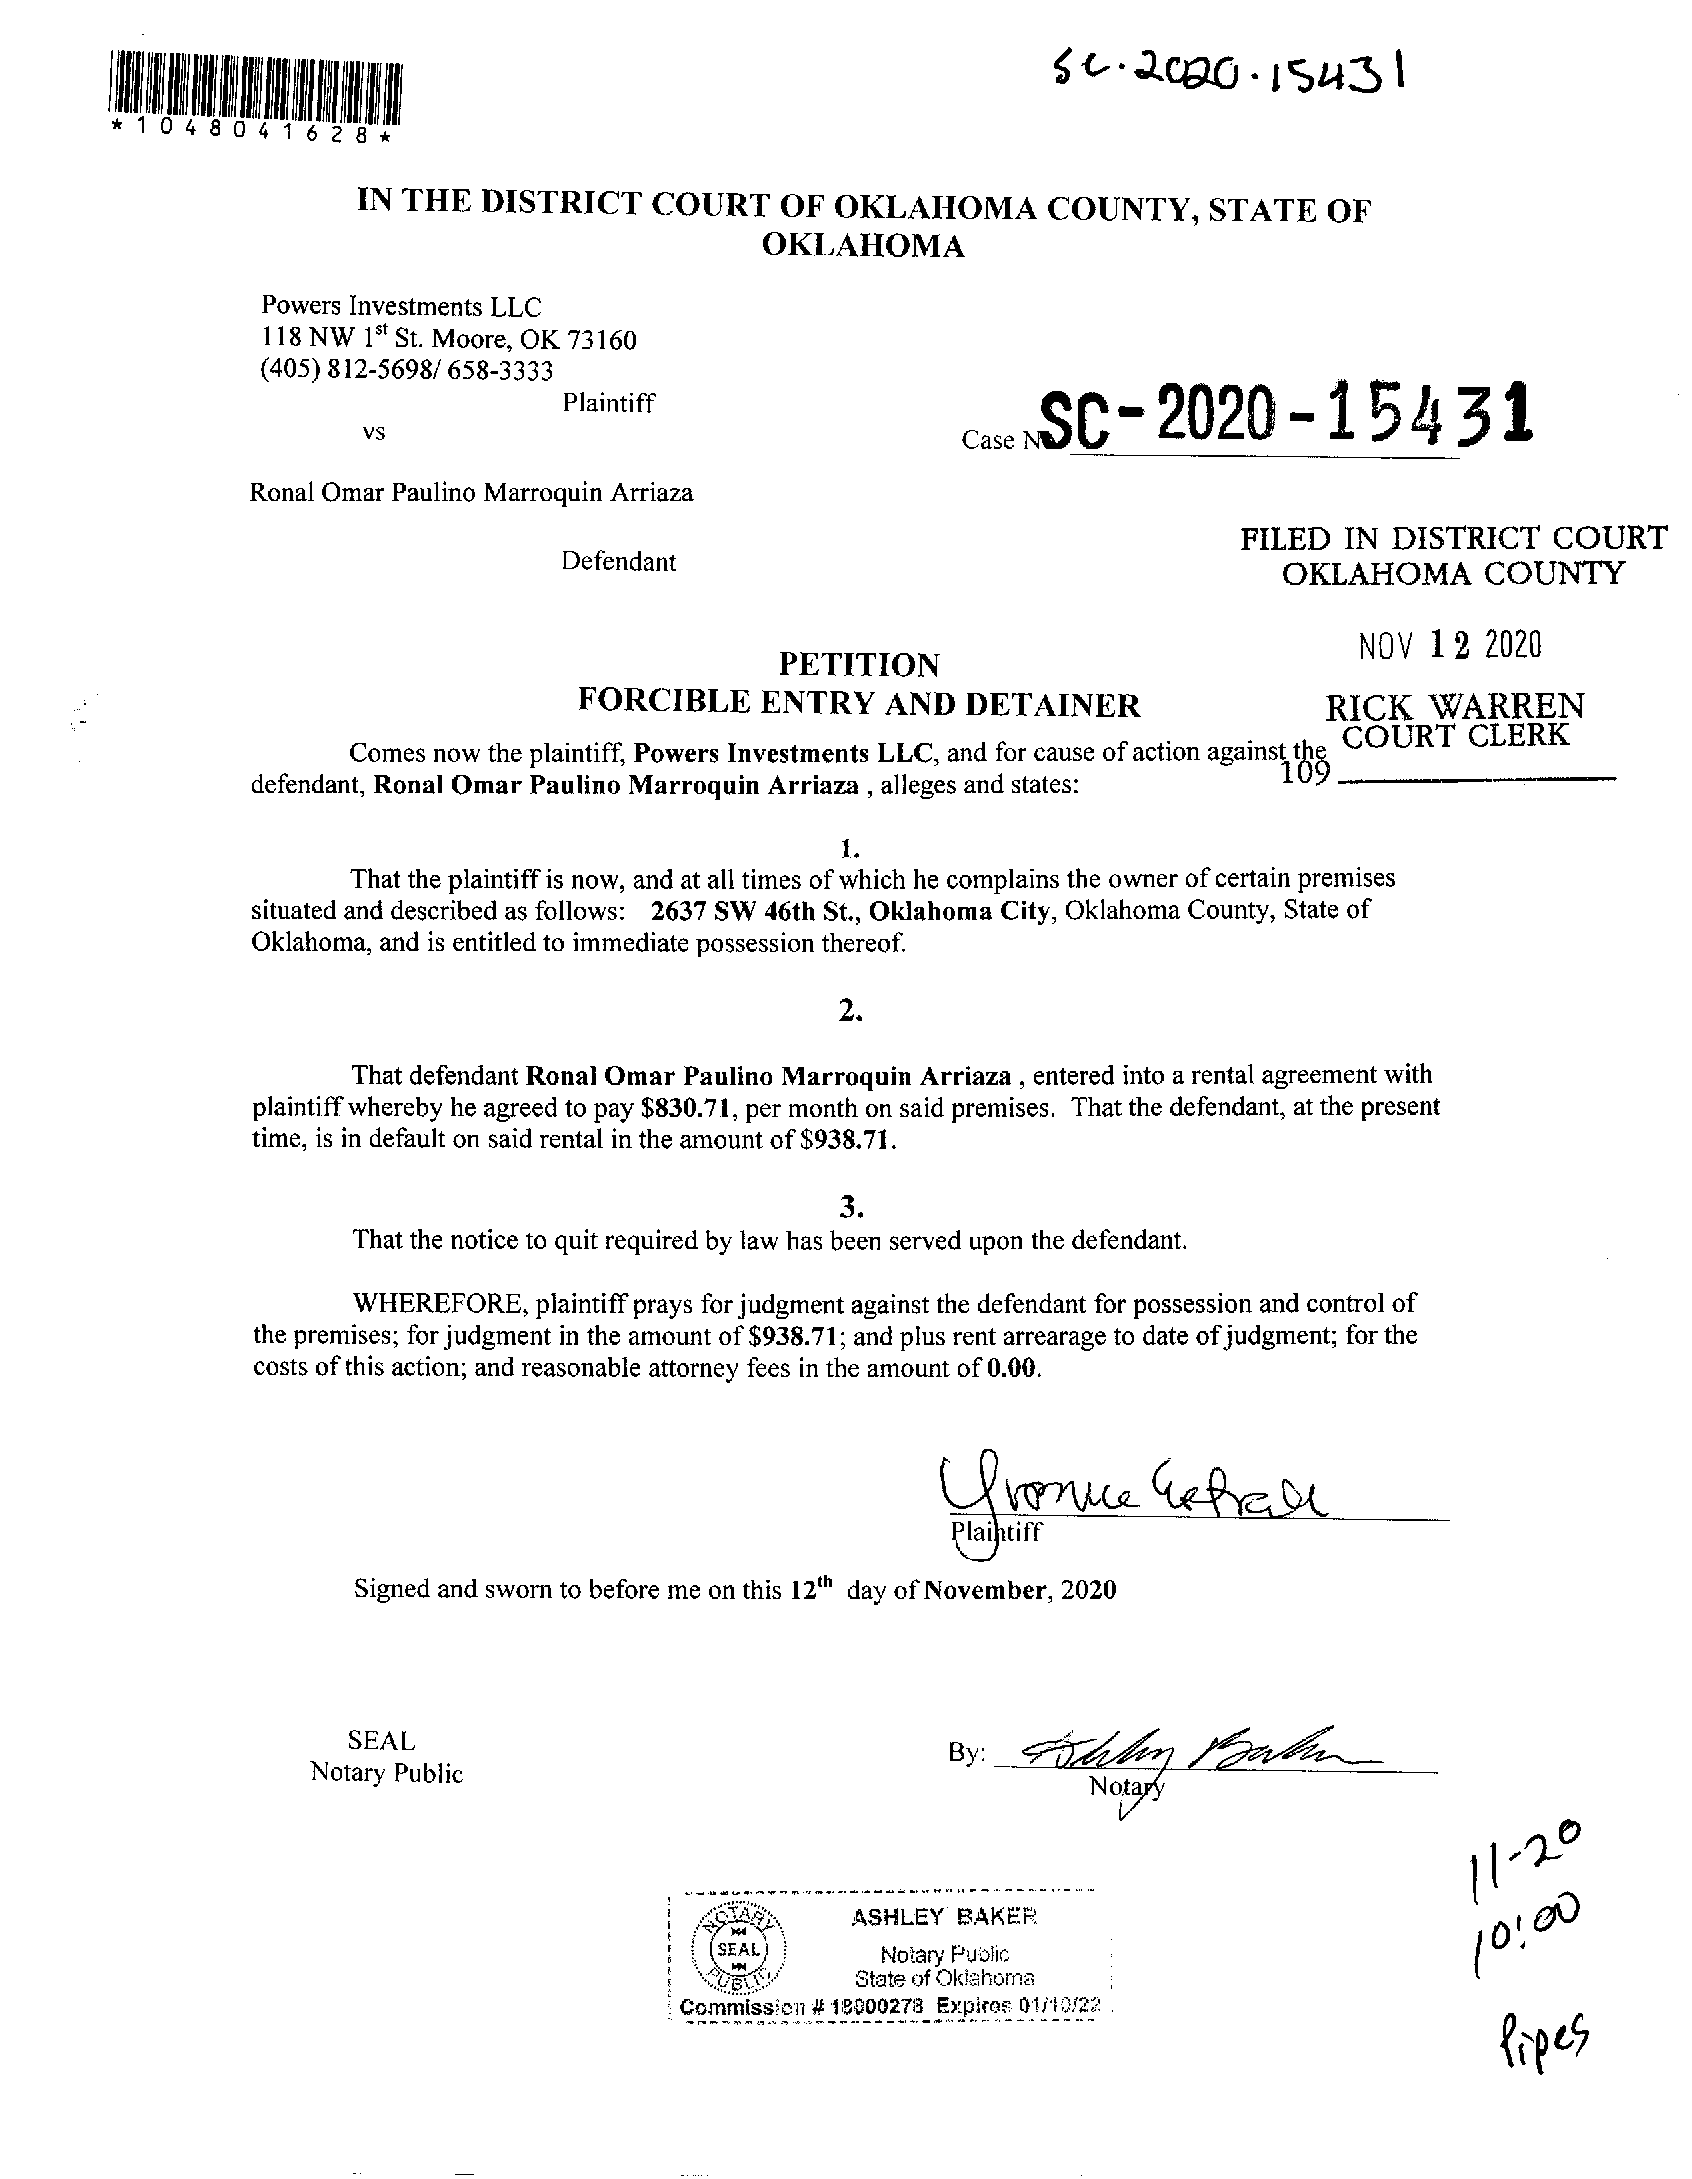 SC-2020-15431
*1048041628*
IN THE DISTRICT COURT OF OKLAHOMA COUNTY, STATE OF
OKLAHOMA
Powers Investments LLC
118 NW 1st St. Moore, OK 73160
(405) 812-5698/ 658-3333
Plaintiff
vs
Case N SC-2020-15431
Ronal Omar Paulino Marroquin Arriaza
Defendant
FILED IN DISTRICT COURT
OKLAHOMA COUNTY
NOV 12 2020
RICK WARREN
COURT CLERK
109
PETITION
FORCIBLE ENTRY AND DETAINER
Comes now the plaintiff, Powers Investments LLC, and for cause of action against the
defendant, Ronal Omar Paulino Marroquin Arriaza , alleges and states:
1.
That the plaintiff is now, and at all times of which he complains the owner of certain premises
situated and described as follows: 2637 SW 46th St., Oklahoma City, Oklahoma County, State of
Oklahoma, and is entitled to immediate possession thereof.
2.
That defendant Ronal Omar Paulino Marroquin Arriaza , entered into a rental agreement with
plaintiff whereby he agreed to pay $830.71, per month on said premises. That the defendant, at the present
time, is in default on said rental in the amount of $938.71.
3.
That the notice to quit required by law has been served upon the defendant.
WHEREFORE, plaintiff prays for judgment against the defendant for possession and control of
the premises; for judgment in the amount of $938.71; and plus rent arrearage to date of judgment; for the
costs of this action; and reasonable attorney fees in the amount of 0.00.
Yvonne
Plaintiff
Signed and sworn to before me on this 12th day of November, 2020
SEAL
Notary Public
By: Ashley Baker
Notary
NOTARY
SEAL
PUBLIC
ASHLEY BAKER
Notary Public
State of Oklahoma
Commission # 18000278 Expires 01/10/22
11-20
10:00
Pipes